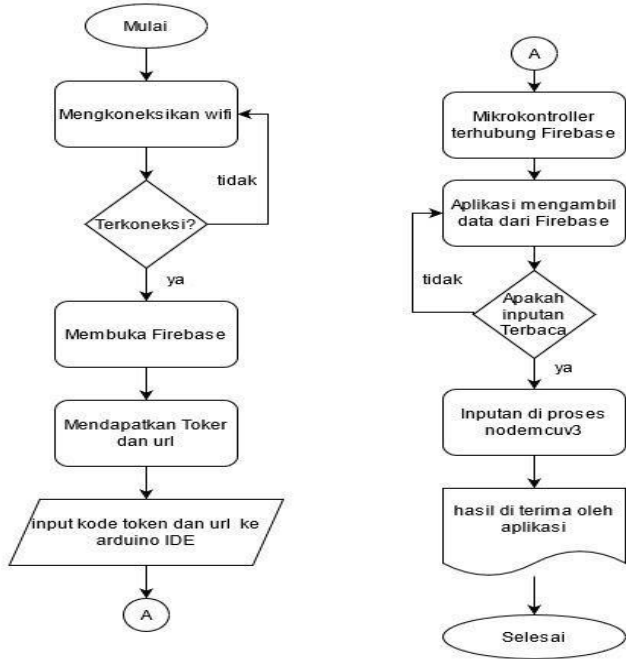 Mulai
Mengkoneksikan wifi
tidak
Terkoneksi?
ya
Membuka Firebase
Mendapatkan Toker
dan url
input kode token dan url ke
arduino IDE
A
A
Mikrokontroller
terhubung Firebase
Aplikasi mengambil
data dari Firebase
tidak
Apakah
inputan
Terbaca
ya
Inputan di proses
nodemcuv3
hasil di terima oleh
aplikasi
Selesai